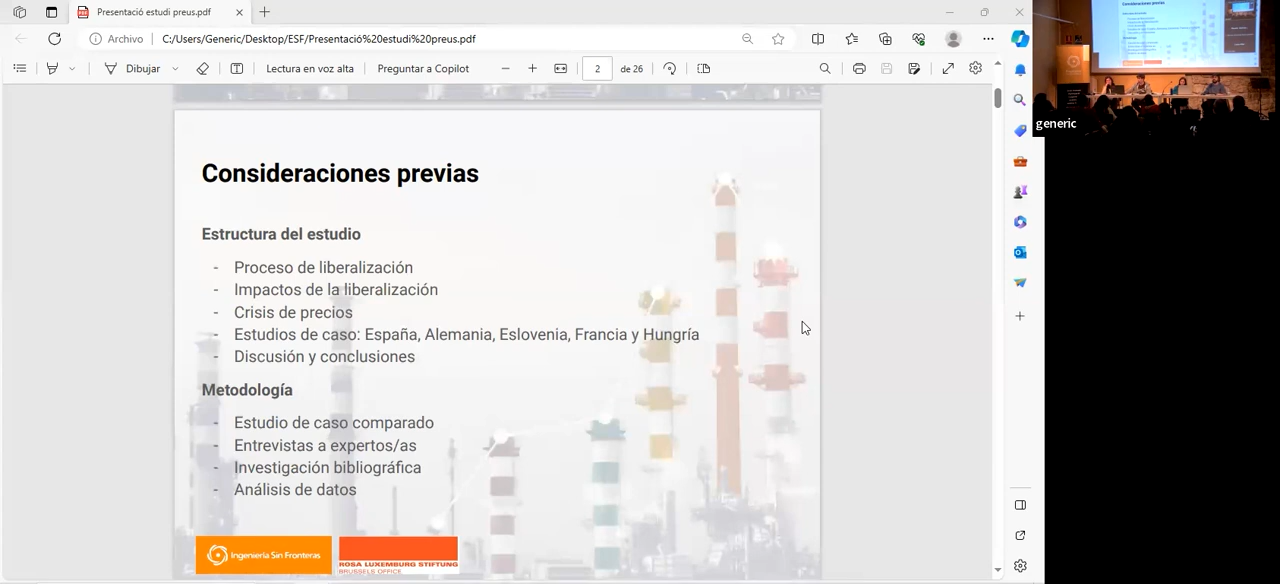 Presentació estudi preus.pdf
Archivo
C:/Users/Generic/Desktop/ESF/Presentació%20estudi%20preus.pdf
Dibujar
Lectura en voz alta
Preguntar a Copilot
2
de 26
generic
Consideraciones previas
Estructura del estudio
- Proceso de liberalización
- Impactos de la liberalización
- Crisis de precios
- Estudios de caso: España, Alemania, Eslovenia, Francia y Hungría
- Discusión y conclusiones
Metodología
- Estudio de caso comparado
- Entrevistas a expertos/as
- Investigación bibliográfica
- Análisis de datos
Ingeniería Sin Fronteras
ROSA LUXEMBURG STIFTUNG
BRUSSELS OFFICE